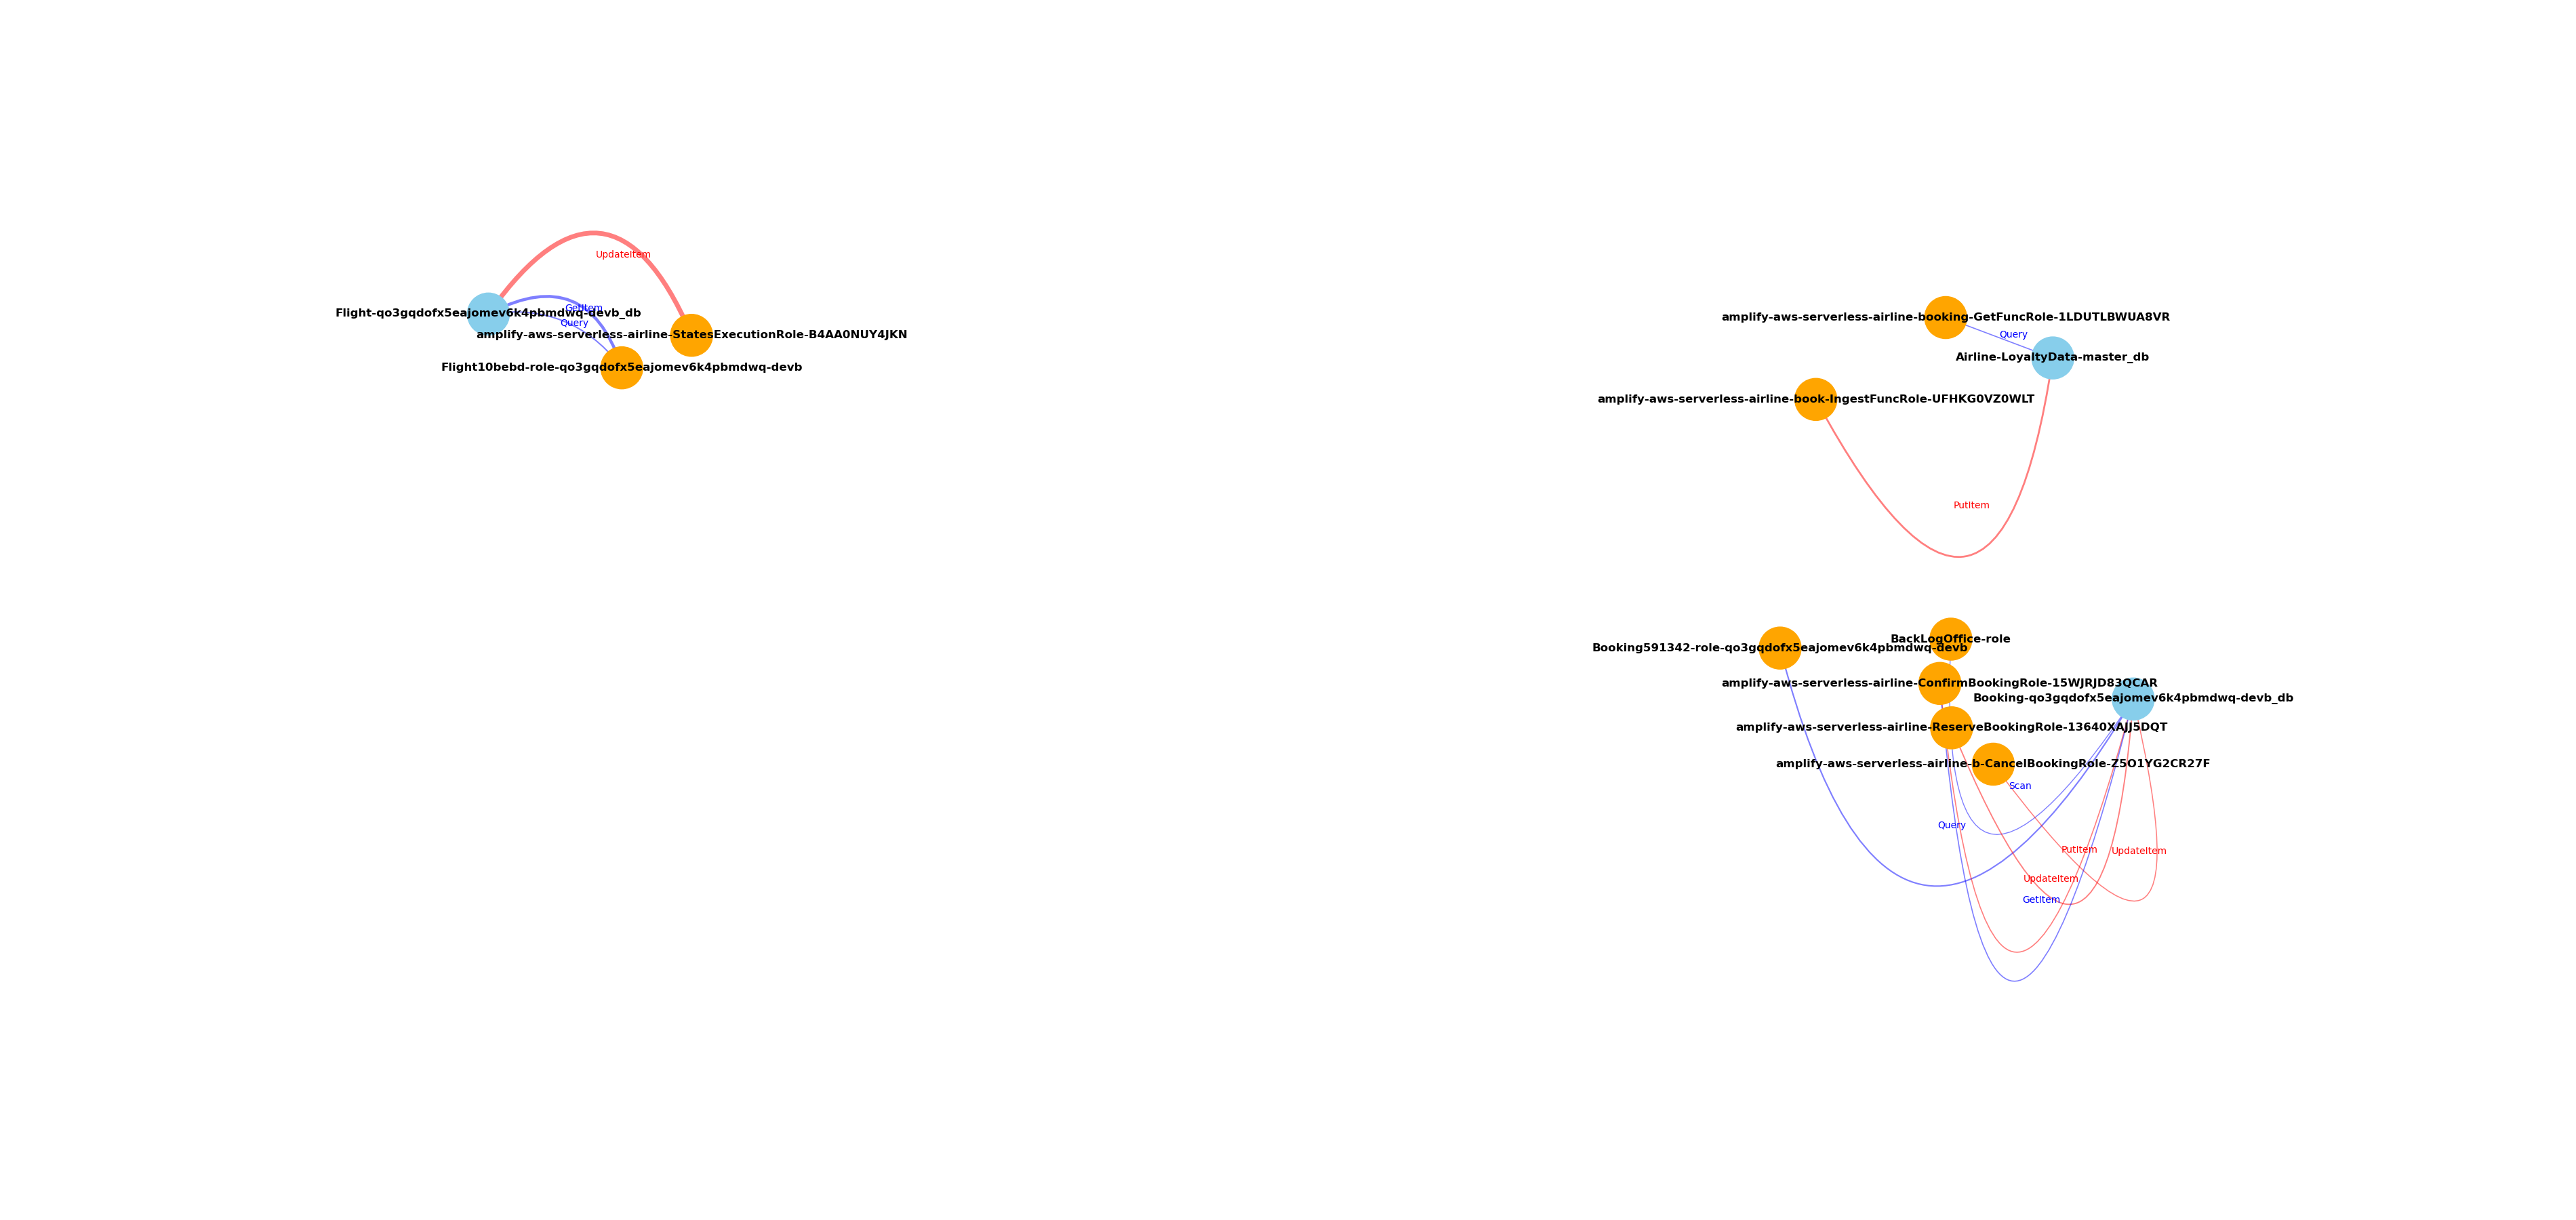 UpdateItem
GetItem
Flight-qo3gqdofx5eajomev6k4pbmdwq-devb_db
Query
amplify-aws-serverless-airline-StatesExecutionRole-B4AA0NUY4JKN
Flight10bebd-role-qo3gqdofx5eajomev6k4pbmdwq-devb
amplify-aws-serverless-airline-booking-GetFuncRole-1LDUTLBWUA8VR
Query
Airline-LoyaltyData-master_db
amplify-aws-serverless-airline-book-IngestFuncRole-UFHKG0VZ0WLT
PutItem
BackLogOffice-role
Booking591342-role-qo3gqdofx5eajomev6k4pbmdwq-devb
amplify-aws-serverless-airline-ConfirmBookingRole-15WJRJD83QCAR
Booking-qo3gqdofx5eajomev6k4pbmdwq-devb_db
amplify-aws-serverless-airline-ReserveBookingRole-13640XAJJ5DQT
amplify-aws-serverless-airline-b-CancelBookingRole-Z5O1YG2CR27F
Scan
Query
PutItem
UpdateItem
UpdateItem
GetItem